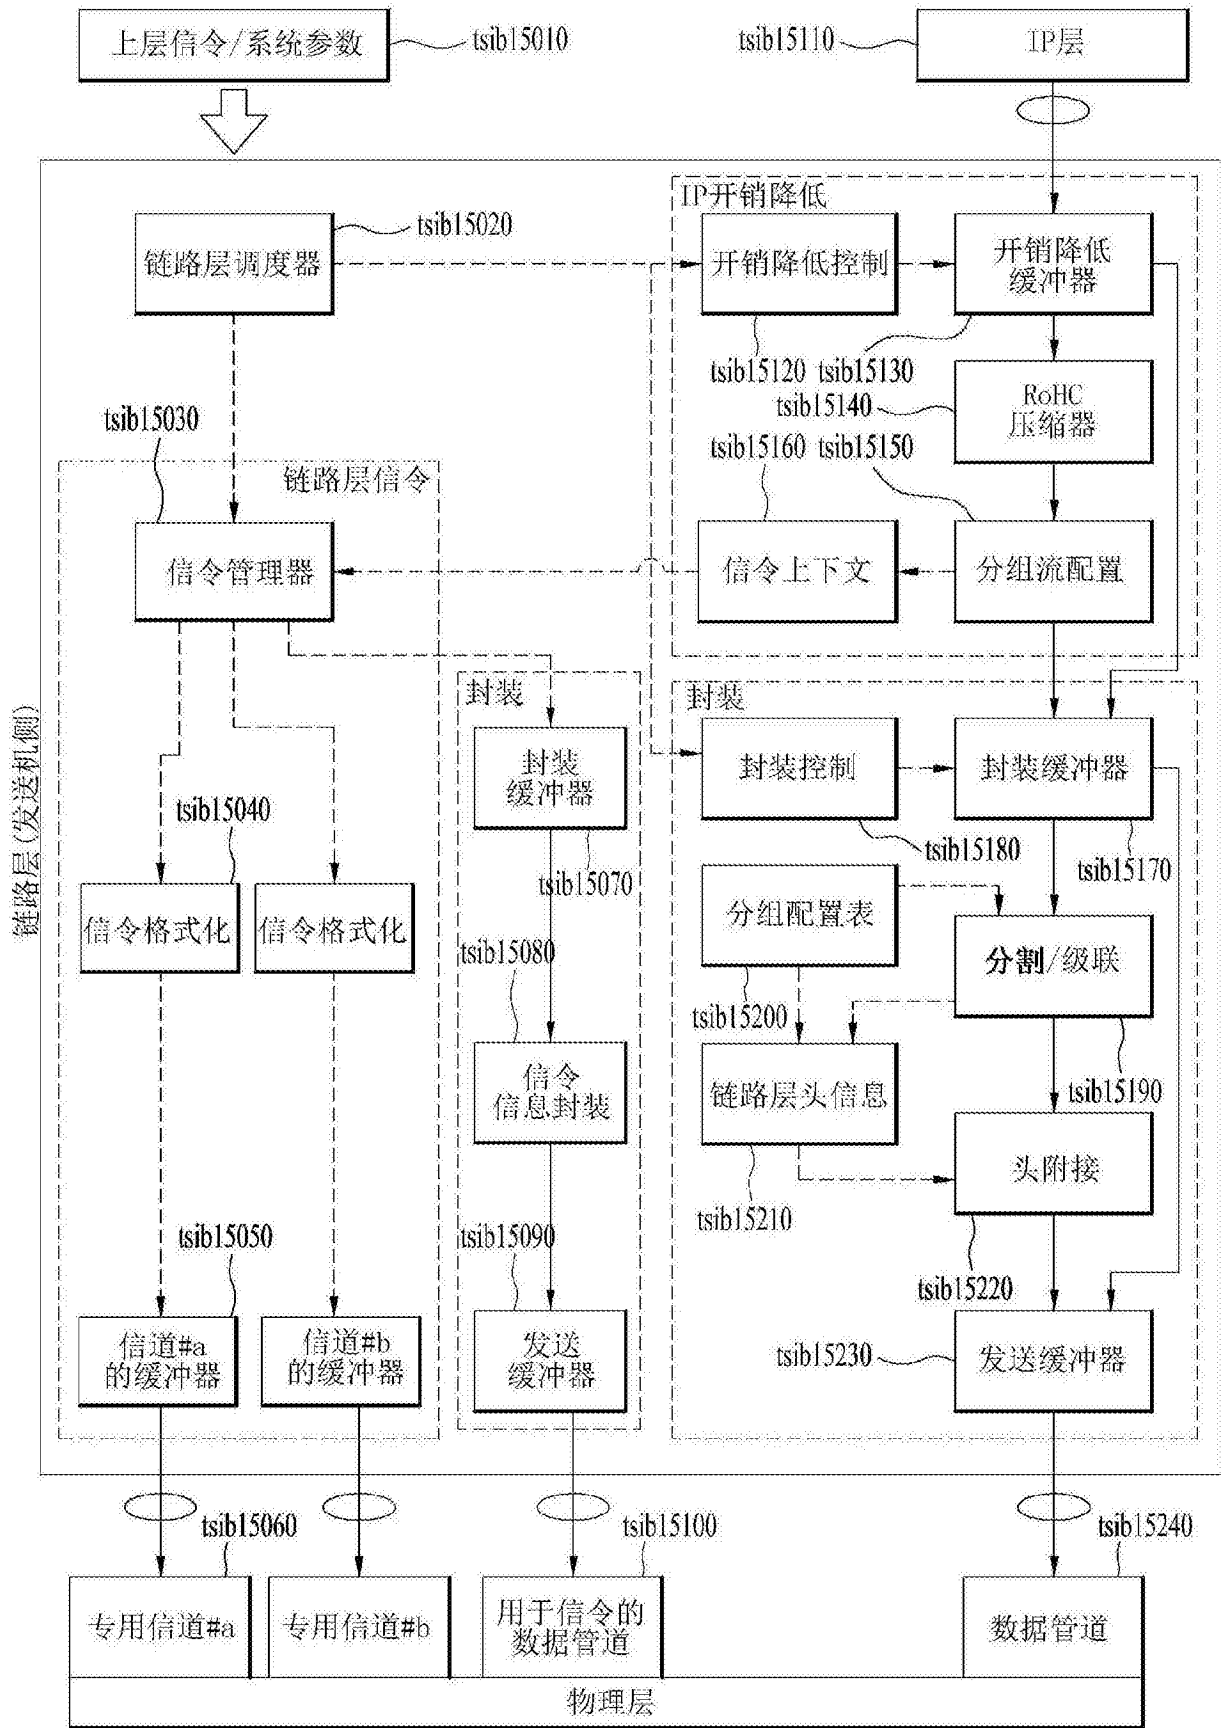 上层信令/系统参数
tsib15010
tsib15110
IP层
IP开销降低
链路层调度器
tsib15020
开销降低控制
开销降低
缓冲器
tsib15120
tsib15130
RoHC
压缩器
tsib15140
tsib15030
tsib15160
tsib15150
链路层信令
信令管理器
信令上下文
分组流配置
链路层(发送机侧)
封装
封装
封装
缓冲器
封装控制
封装缓冲器
tsib15040
tsib15070
tsib15180
tsib15170
信令格式化
信令格式化
分组配置表
tsib15080
分割/级联
tsib15200
信令
信息封装
链路层头信息
tsib15190
头附接
tsib15210
tsib15050
tsib15090
tsib15220
信道#a
的缓冲器
信道#b
的缓冲器
发送
缓冲器
tsib15230
发送缓冲器
tsib15060
tsib15100
tsib15240
专用信道#a
专用信道#b
用于信令的
数据管道
数据管道
物理层